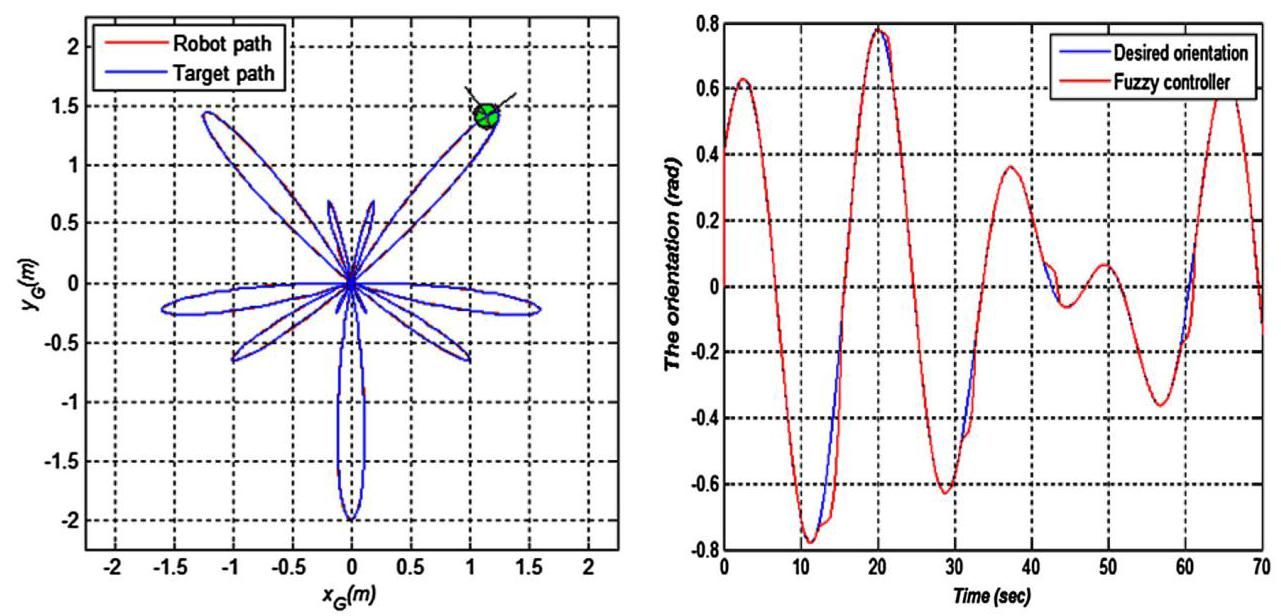 Robot path
Target path
2
1.5
1
0.5
0
-0.5
-1
-1.5
-2
y_G(m)
-2 -1.5 -1 -0.5 0 0.5 1 1.5 2
x_G(m)
Desired orientation
Fuzzy controller
0.8
0.6
0.4
0.2
0
-0.2
-0.4
-0.6
-0.8
The orientation (rad)
0 10 20 30 40 50 60 70
Time (sec)